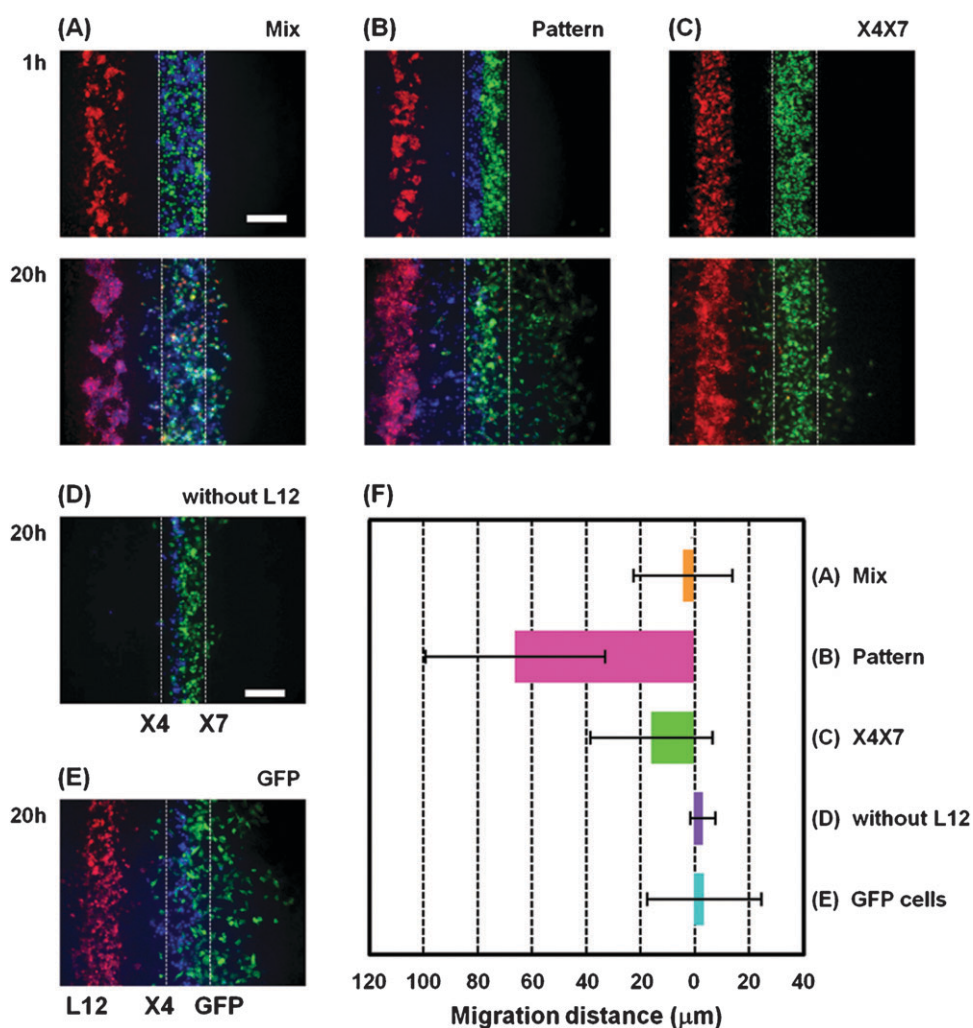 (A) Mix
(B) Pattern
(C) X4X7
1h
20h
(D) without L12
20h
X4 X7
(E) GFP
20h
L12 X4 GFP
(F)
(A) Mix
(B) Pattern
(C) X4X7
(D) without L12
(E) GFP cells
120 100 80 60 40 20 0 20 40
Migration distance (μm)